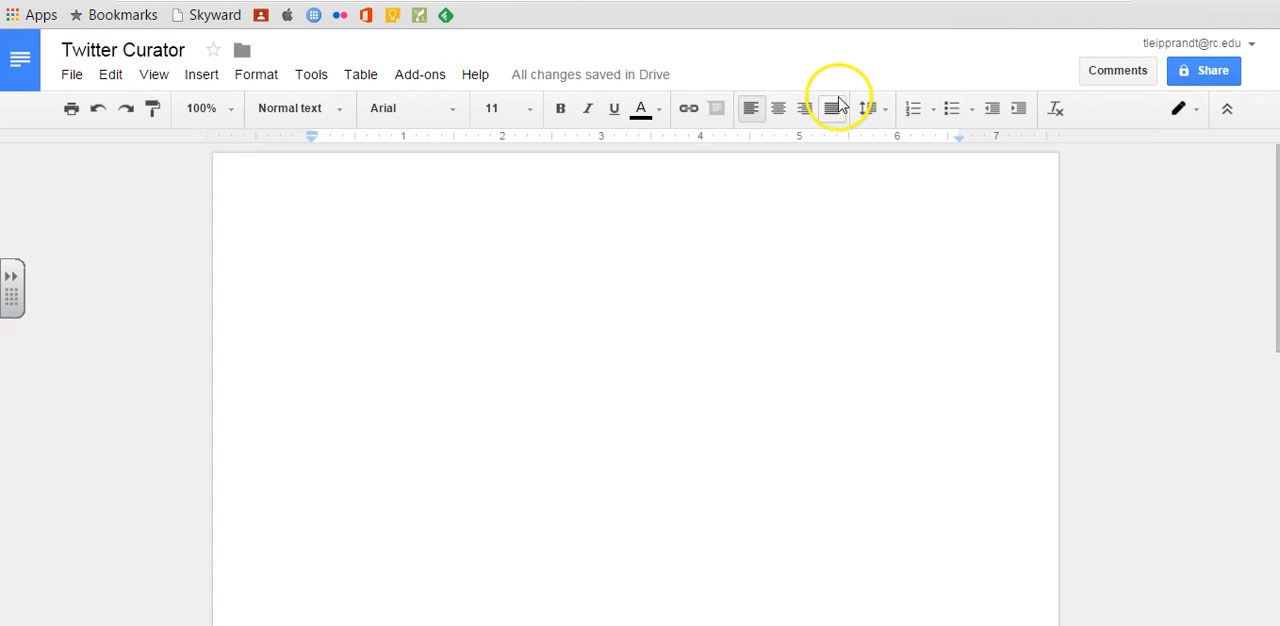 Apps Bookmarks Skyward
Twitter Curator
tleipprandt@rc.edu
File Edit View Insert Format Tools Table Add-ons Help All changes saved in Drive
Comments Share
100% Normal text Arial 11 B I U A
1 2 3 4 5 6 7